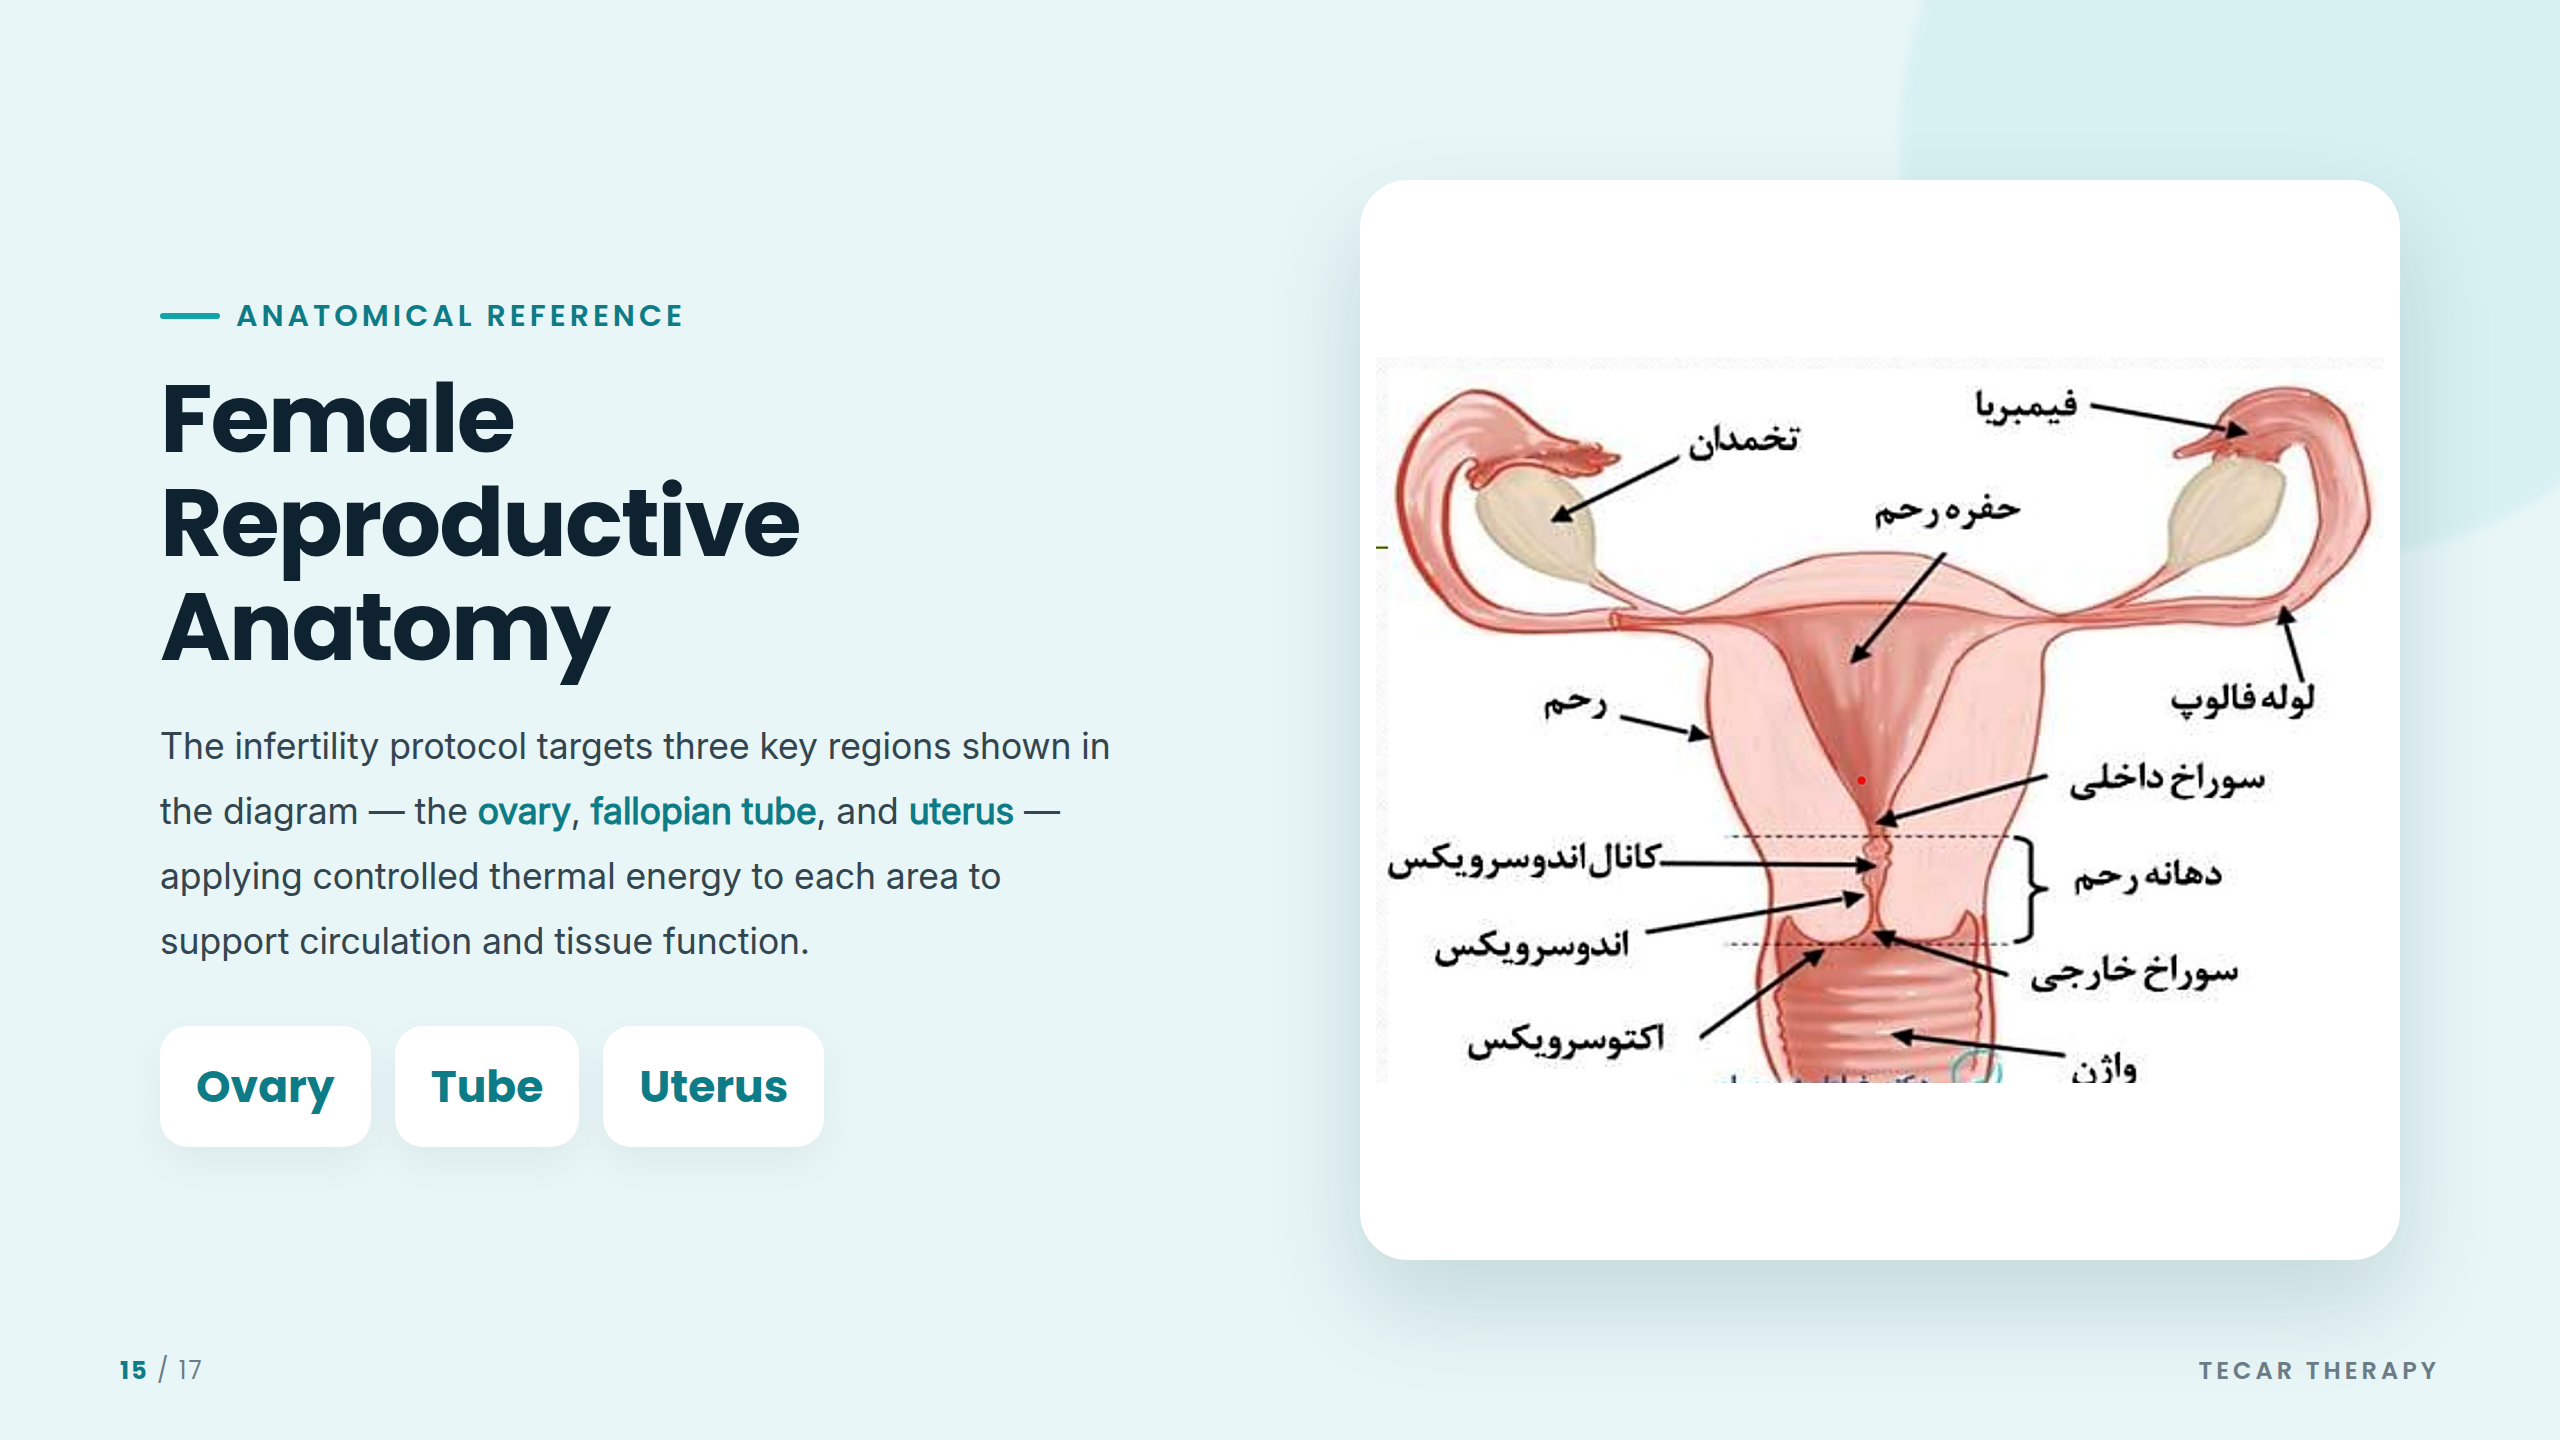 ANATOMICAL REFERENCE
Female
Reproductive
Anatomy
The infertility protocol targets three key regions shown in
the diagram — the ovary, fallopian tube, and uterus —
applying controlled thermal energy to each area to
support circulation and tissue function.
Ovary
Tube
Uterus
فیمبریا
تخمدان
حفره رحم
رحم
لوله فالوپ
سوراخ داخلی
کانال اندوسرویکس
دهانه رحم
اندوسرویکس
سوراخ خارجی
اکتوسرویکس
واژن
15 / 17
TECAR THERAPY